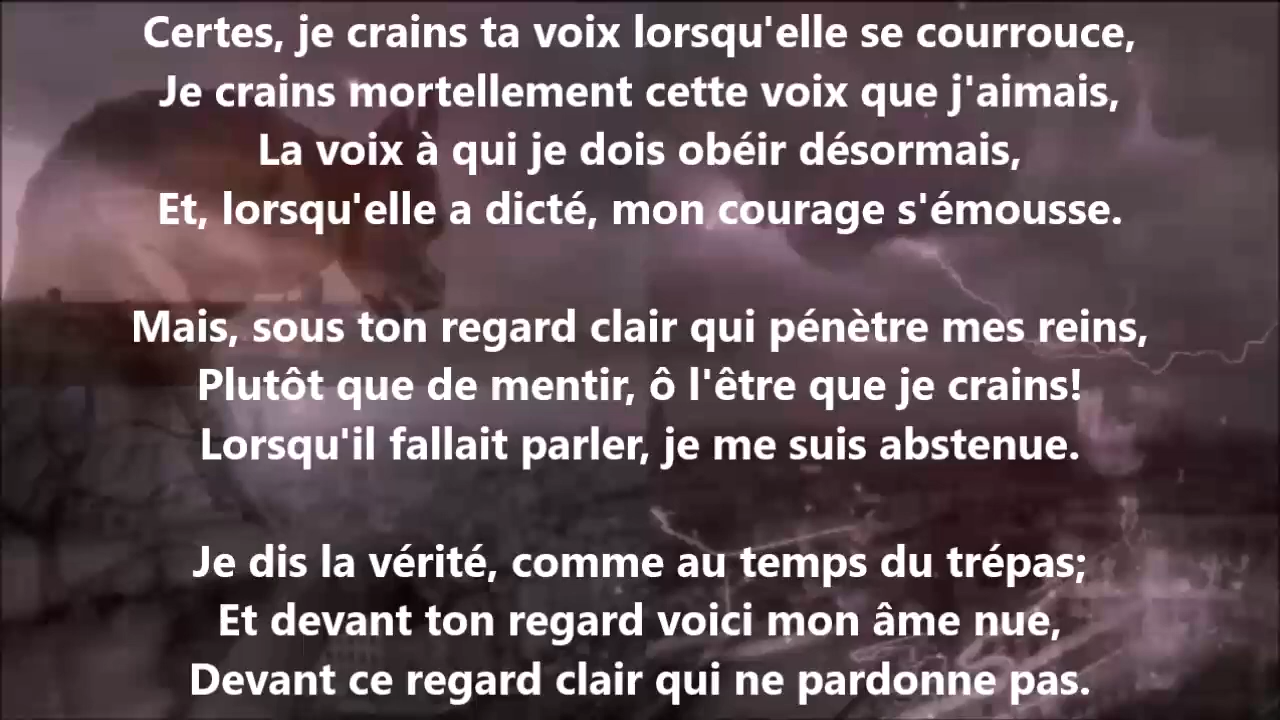 Certes, je crains ta voix lorsqu'elle se courrouce,
Je crains mortellement cette voix que j'aimais,
La voix à qui je dois obéir désormais,
Et, lorsqu'elle a dicté, mon courage s'émousse.
Mais, sous ton regard clair qui pénètre mes reins,
Plutôt que de mentir, ô l'être que je crains!
Lorsqu'il fallait parler, je me suis abstenue.
Je dis la vérité, comme au temps du trépas;
Et devant ton regard voici mon âme nue,
Devant ce regard clair qui ne pardonne pas.